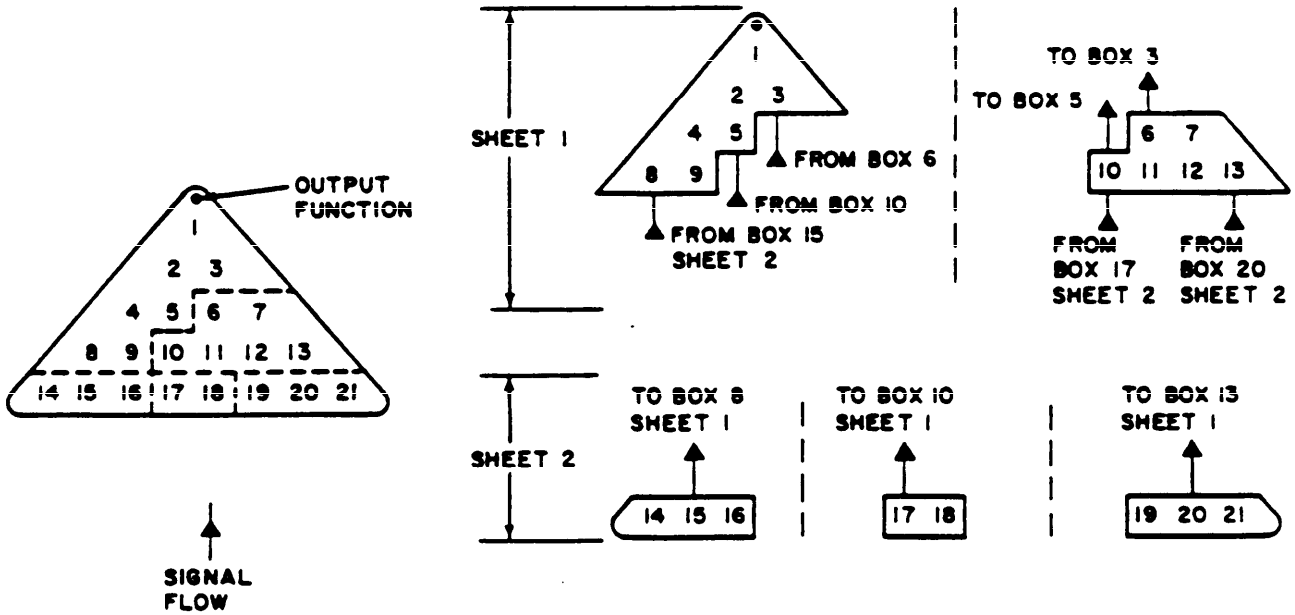 OUTPUT
FUNCTION
1
2 3
4 5 6 7
8 9 10 11 12 13
14 15 16 17 18 19 20 21
SIGNAL
FLOW
SHEET 1
1
2 3
4 5
8 9
FROM BOX 6
FROM BOX 10
FROM BOX 15
SHEET 2
TO BOX 3
TO BOX 5
6 7
10 11 12 13
FROM
BOX 17
SHEET 2
FROM
BOX 20
SHEET 2
SHEET 2
TO BOX 8
SHEET 1
14 15 16
TO BOX 10
SHEET 1
17 18
TO BOX 13
SHEET 1
19 20 21